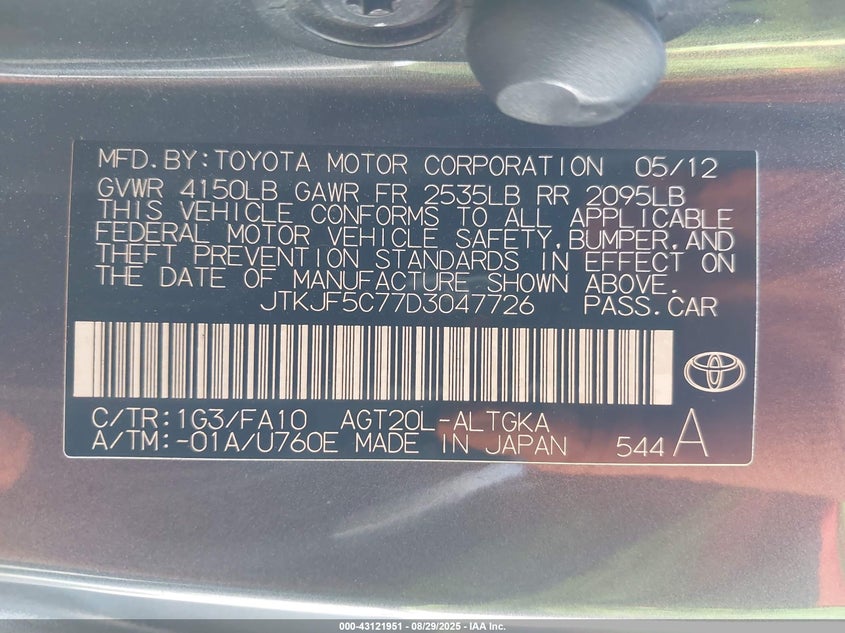 MFD.BY:TOYOTA MOTOR CORPORATION 05/12
GVWR 4150LB GAWR FR 2535LB RR 2095LB
THIS VEHICLE CONFORMS TO ALL APPLICABLE
FEDERAL MOTOR VEHICLE SAFETY,BUMPER,AND
THEFT PREVENTION STANDARDS IN EFFECT ON
THE DATE OF MANUFACTURE SHOWN ABOVE.
JTKJF5C77D3047726 PASS.CAR
C/TR:1G3/FA10 AGT20L-ALTGKA
A/TM:-01A/U760E MADE IN JAPAN 544 A
000-43121951 - 08/29/2025 - IAA Inc.